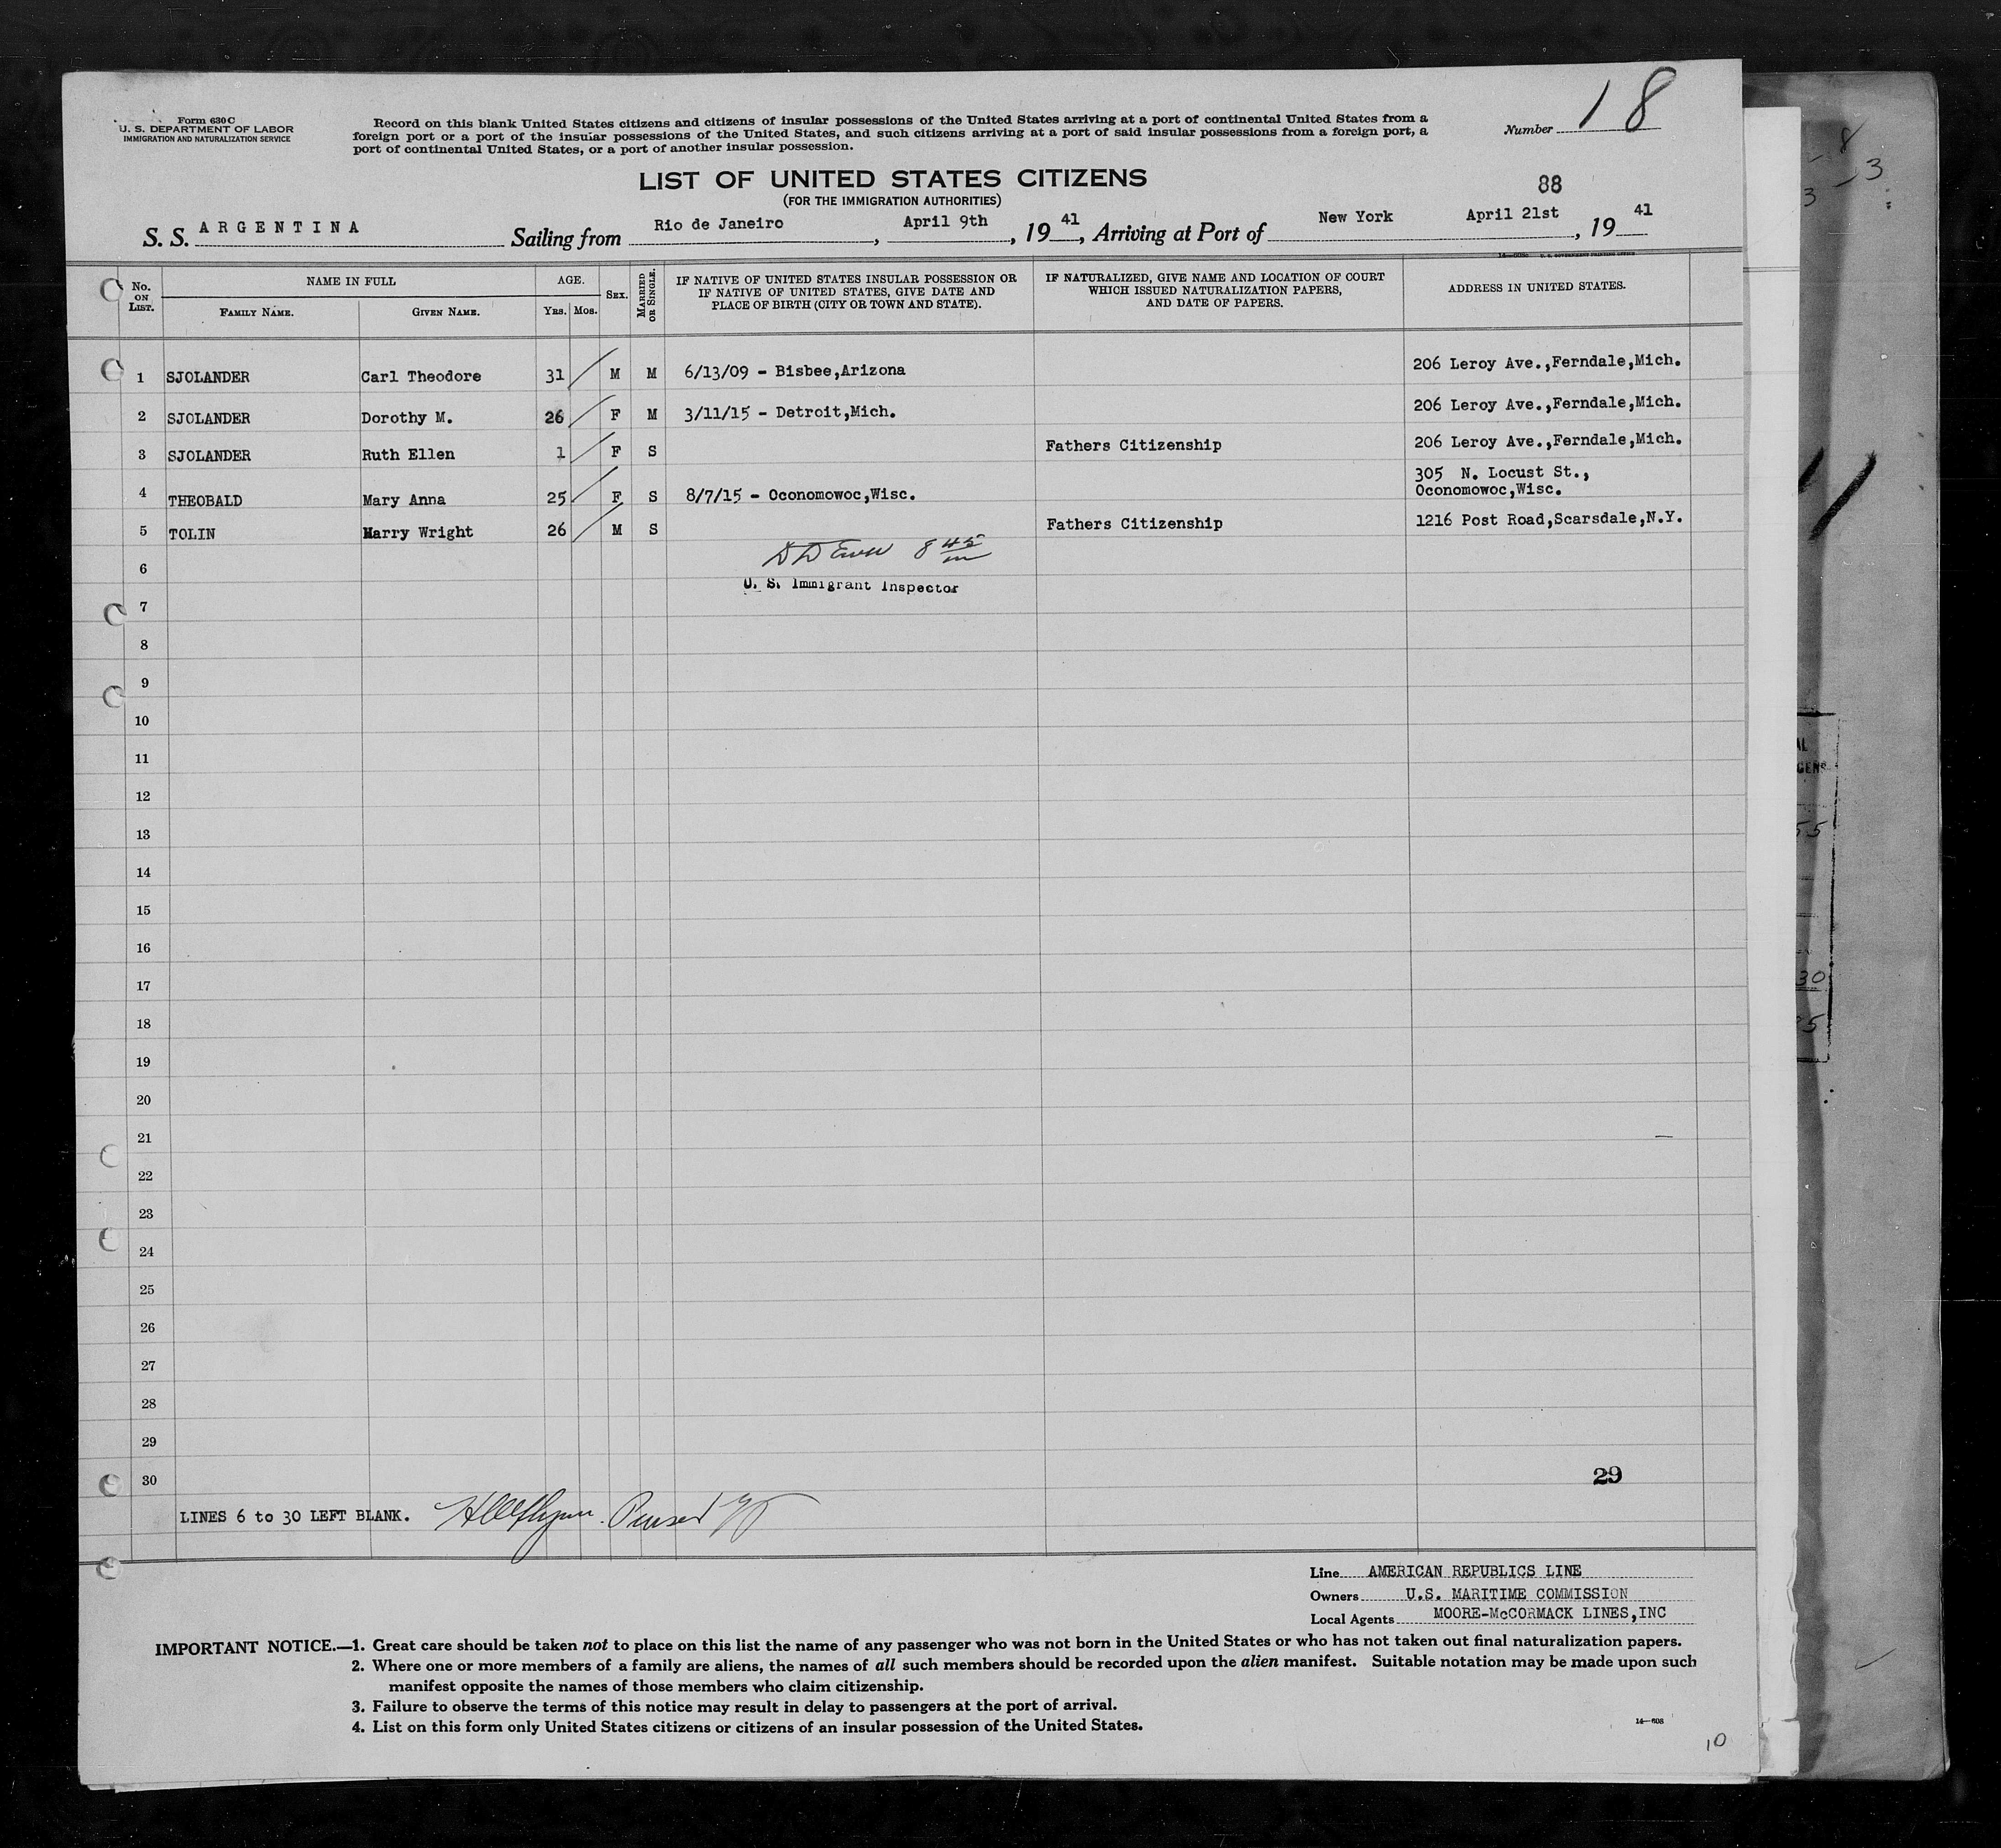 Form 630 C
U. S. DEPARTMENT OF LABOR
IMMIGRATION AND NATURALIZATION SERVICE
Record on this blank United States citizens and citizens of insular possessions of the United States arriving at a port of continental United States from a
foreign port or a port of the insular possessions of the United States, and such citizens arriving at a port of said insular possessions from a foreign port, a
port of continental United States, or a port of another insular possession.
Number 18
LIST OF UNITED STATES CITIZENS
(FOR THE IMMIGRATION AUTHORITIES)
88
S. S. ARGENTINA Sailing from Rio de Janeiro, April 9th, 1941, Arriving at Port of New York April 21st, 1941
No. ON LIST. NAME IN FULL AGE. SEX. MARRIED OR SINGLE. IF NATIVE OF UNITED STATES INSULAR POSSESSION OR IF NATIVE OF UNITED STATES, GIVE DATE AND PLACE OF BIRTH (CITY OR TOWN AND STATE). IF NATURALIZED, GIVE NAME AND LOCATION OF COURT WHICH ISSUED NATURALIZATION PAPERS, AND DATE OF PAPERS. ADDRESS IN UNITED STATES.
FAMILY NAME. GIVEN NAME. YRS. MOS.
1 SJOLANDER Carl Theodore 31 M M 6/13/09 - Bisbee,Arizona 206 Leroy Ave.,Ferndale,Mich.
2 SJOLANDER Dorothy M. 26 F M 3/11/15 - Detroit,Mich. 206 Leroy Ave.,Ferndale,Mich.
3 SJOLANDER Ruth Ellen 1 F S Fathers Citizenship 206 Leroy Ave.,Ferndale,Mich.
4 THEOBALD Mary Anna 25 F S 8/7/15 - Oconomowoc,Wisc. 305 N. Locust St.,
Oconomowoc,Wisc.
5 TOLIN Harry Wright 26 M S Fathers Citizenship 1216 Post Road,Scarsdale,N.Y.
6
U. S. Immigrant Inspector
7
8
9
10
11
12
13
14
15
16
17
18
19
20
21
22
23
24
25
26
27
28
29
30 29
LINES 6 to 30 LEFT BLANK. Purser
Line AMERICAN REPUBLICS LINE
Owners U.S. MARITIME COMMISSION
Local Agents MOORE-McCORMACK LINES,INC
IMPORTANT NOTICE.—1. Great care should be taken not to place on this list the name of any passenger who was not born in the United States or who has not taken out final naturalization papers.
2. Where one or more members of a family are aliens, the names of all such members should be recorded upon the alien manifest. Suitable notation may be made upon such
manifest opposite the names of those members who claim citizenship.
3. Failure to observe the terms of this notice may result in delay to passengers at the port of arrival.
4. List on this form only United States citizens or citizens of an insular possession of the United States.
14—608
10